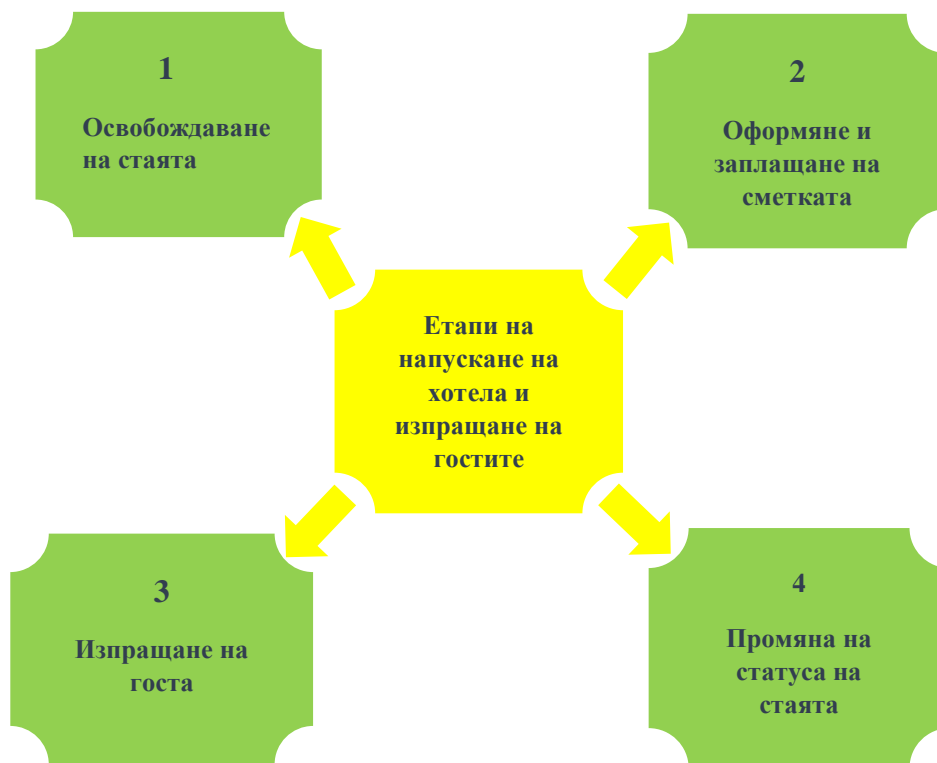 1
Освобождаване
на стаята
2
Оформяне и
заплащане на
сметката
Етапи на
напускане на
хотела и
изпращане на
гостите
3
Изпращане на
госта
4
Промяна на
статуса на
стаята